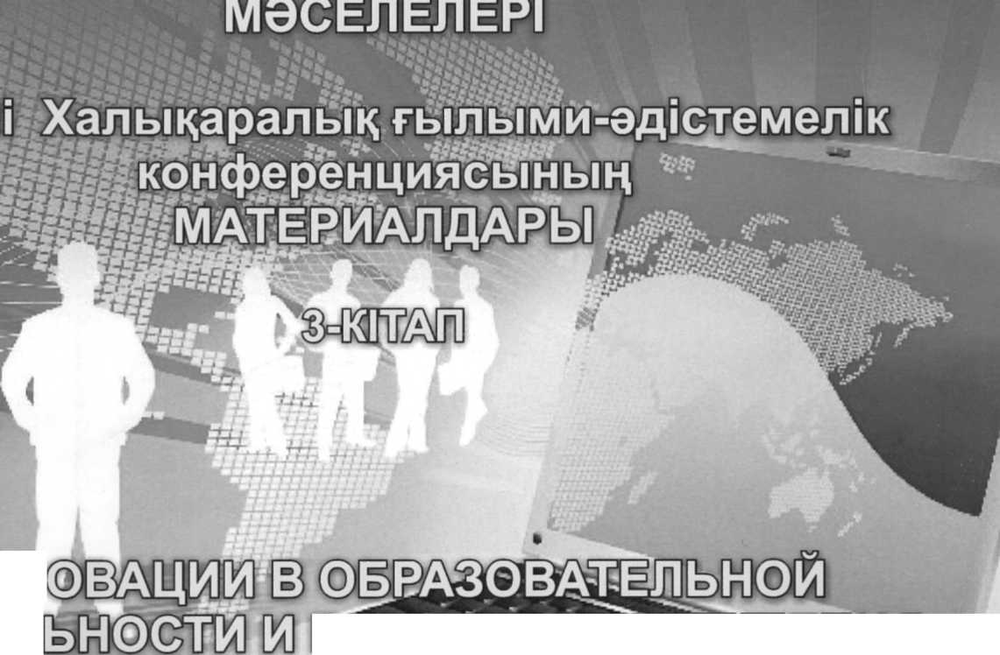 МӘСЕЛЕЛЕРІ
і Халықаралық ғылыми-әдістемелік
конференциясының
МАТЕРИАЛДАРЫ
3-КІТАП
ОВАЦИИ В ОБРАЗОВАТЕЛЬНОЙ
ЬНОСТИ И